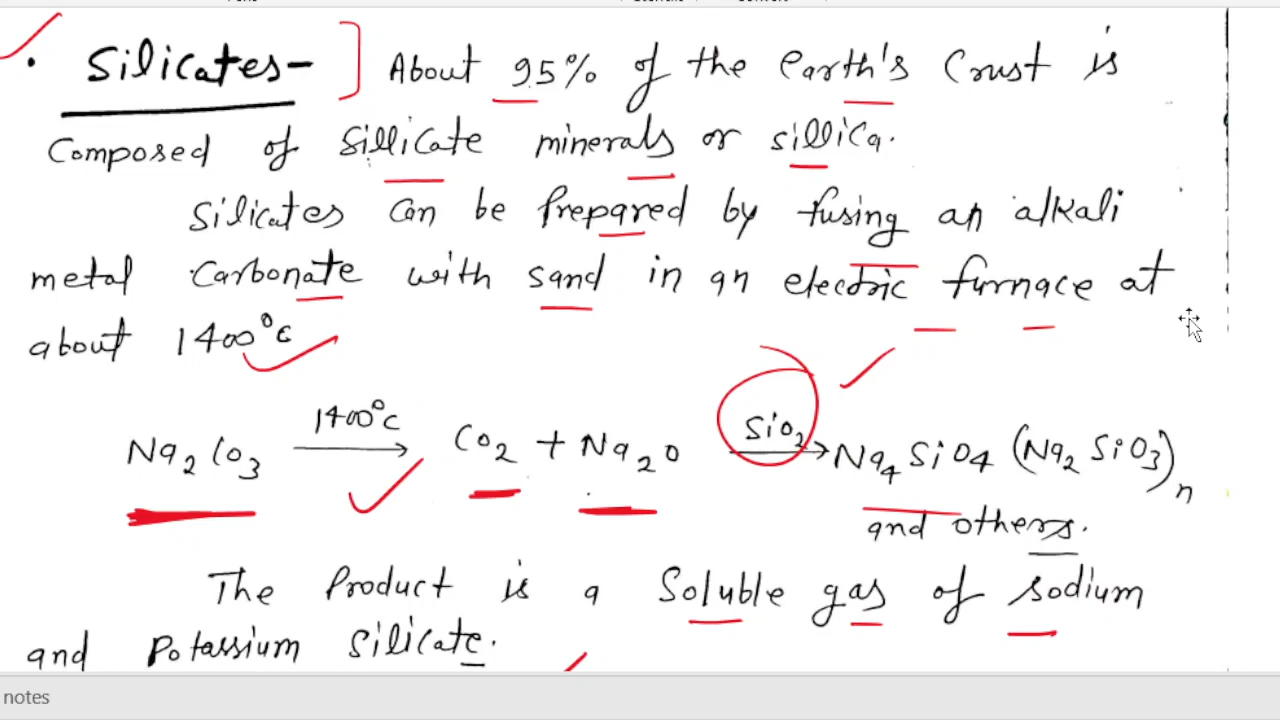 • Silicates- ] About 95% of the earth's Crust is
Composed of Sillicate minerals or sillica.
Silicates Can be Prepared by fusing an alkali
metal Carbonate with sand in an electric furnace at
about 1400°C
Na2CO3 —1400°C→ CO2 + Na2O —SiO2→ Na4SiO4 (Na2SiO3)n
and others.
The Product is a Soluble gas of sodium
and Potassium Silicate.
notes